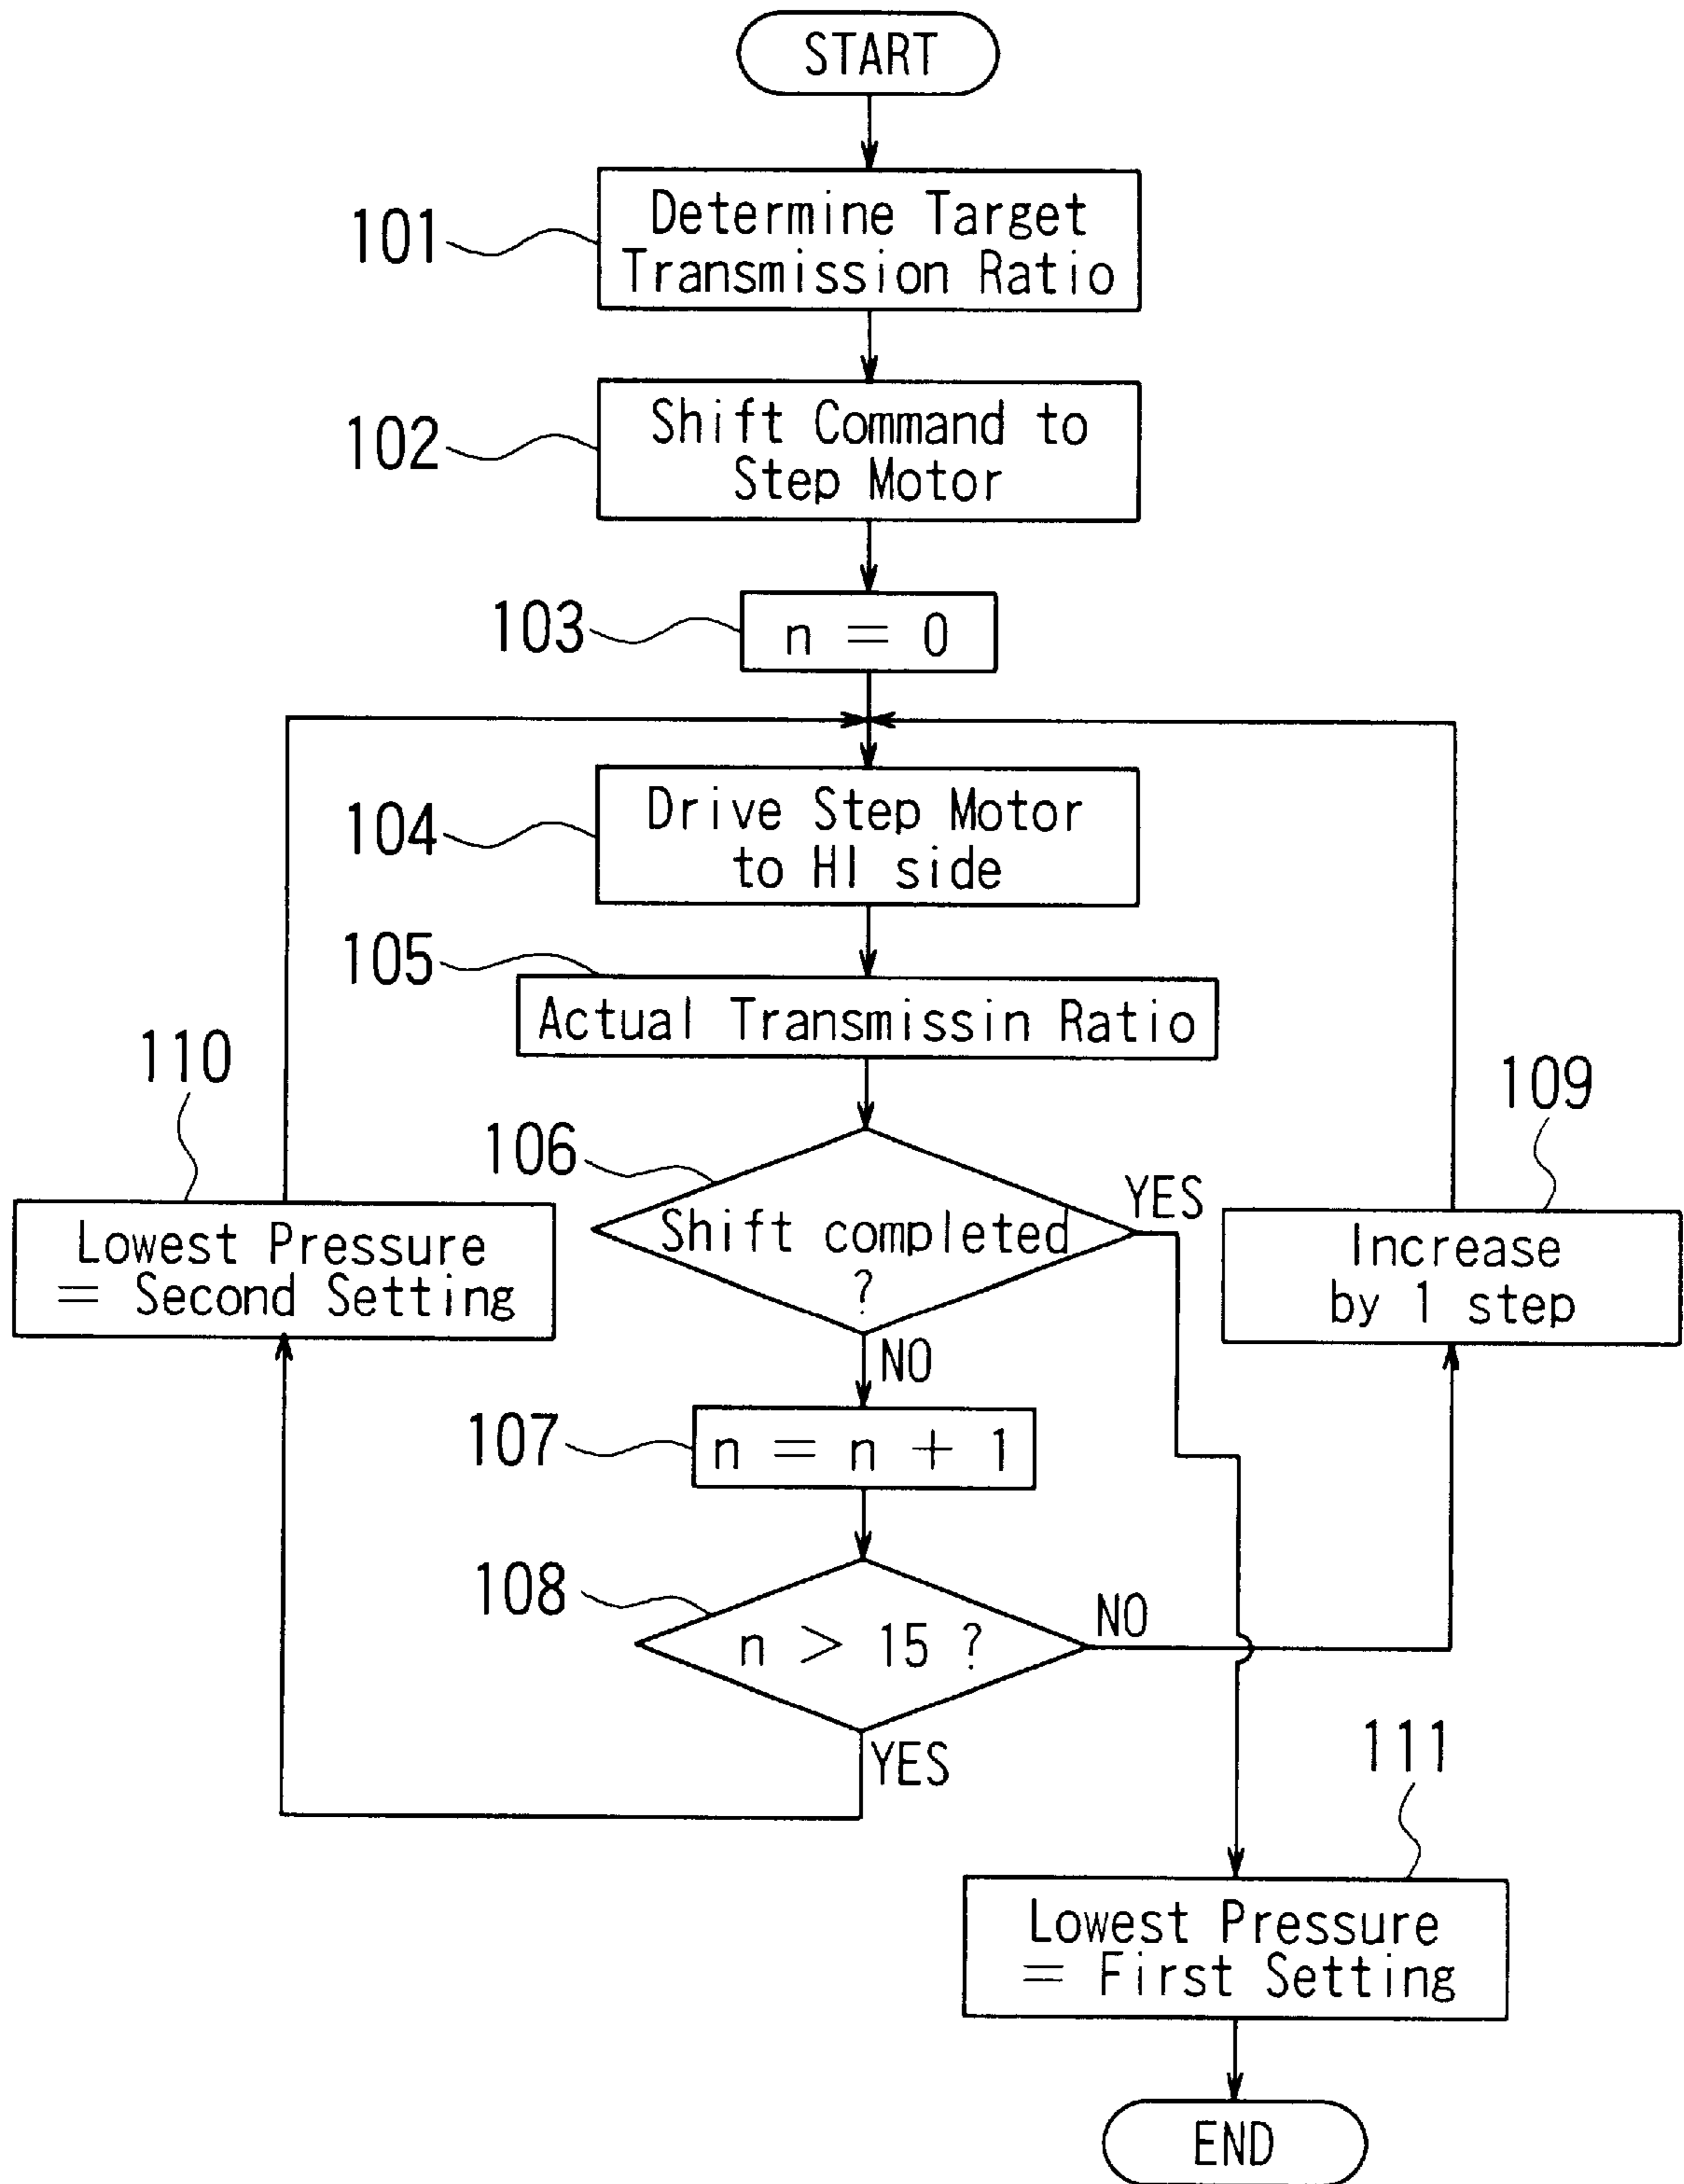 START
101
Determine Target
Transmission Ratio
102
Shift Command to
Step Motor
103
n = 0
104
Drive Step Motor
to HI side
105
Actual Transmissin Ratio
110
Lowest Pressure
= Second Setting
106
Shift completed
?
YES
NO
109
Increase
by 1 step
107
n = n + 1
108
n > 15 ?
NO
YES
111
Lowest Pressure
= First Setting
END